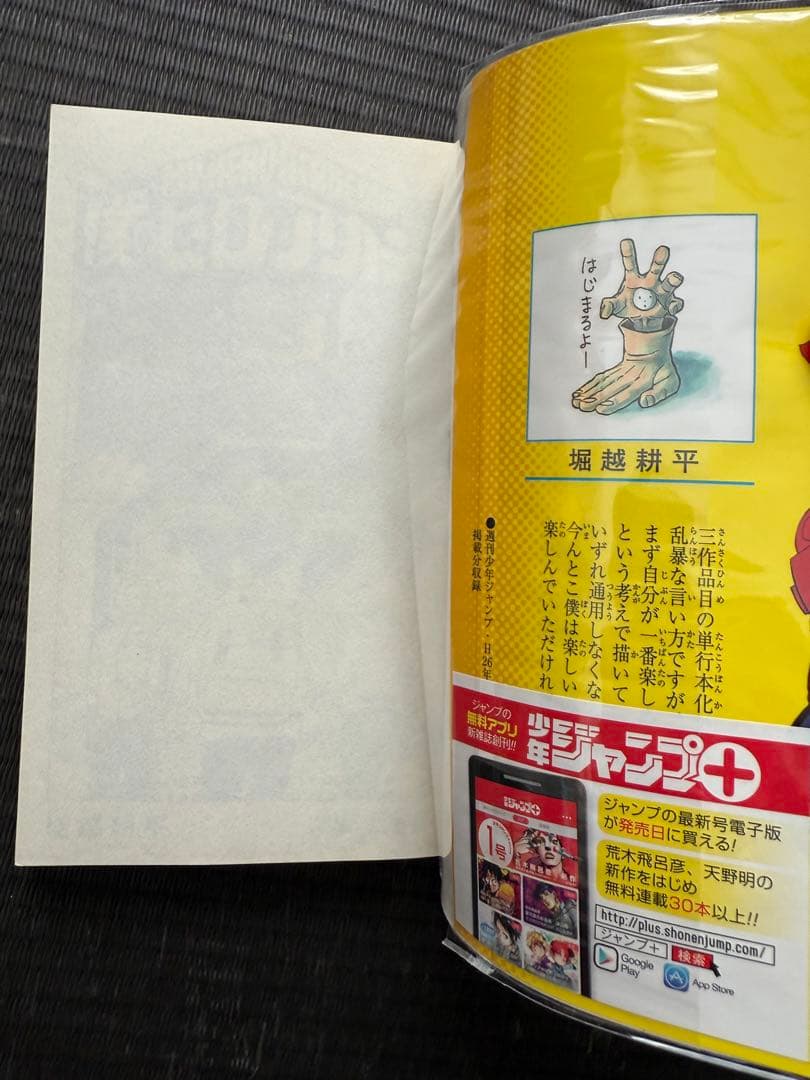 はじまるよー
堀越耕平
三作品目の単行本化
乱暴な言い方ですが
まず自分が一番楽し
という考えで描いて
いずれ通用しなくな
今んとこ僕は楽しい
楽しんでいただけれ
●週刊少年ジャンプ・H26年
掲載分収録
ジャンプの
無料アプリ
新雑誌創刊!!
少年ジャンプ+
少年ジャンプ+
1号
ジャンプの最新号電子版
が発売日に買える!
荒木飛呂彦、天野明の
新作をはじめ
無料連載30本以上!!
http://plus.shonenjump.com/
ジャンプ+ 検索
Google
Play
App Store